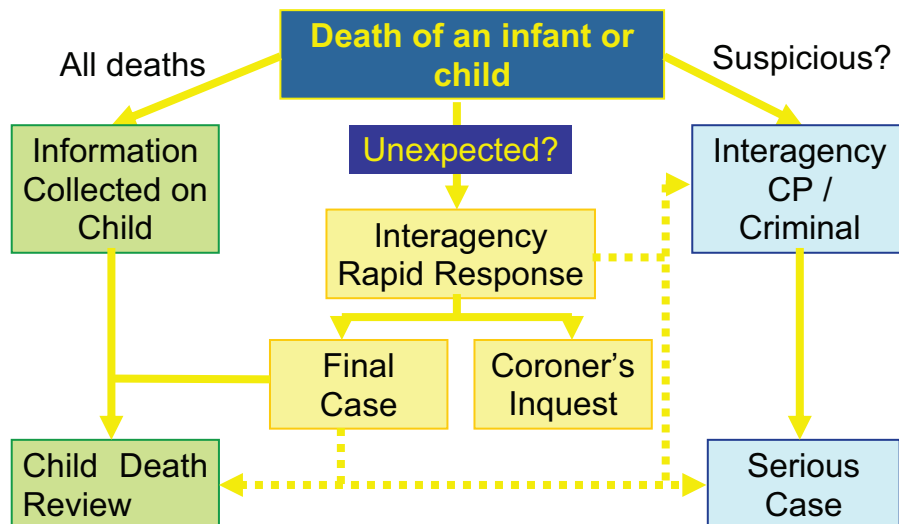 Death of an infant or
child
All deaths
Suspicious?
Unexpected?
Information
Collected on
Child
Interagency
CP /
Criminal
Interagency
Rapid Response
Final
Case
Coroner’s
Inquest
Child Death
Review
Serious
Case